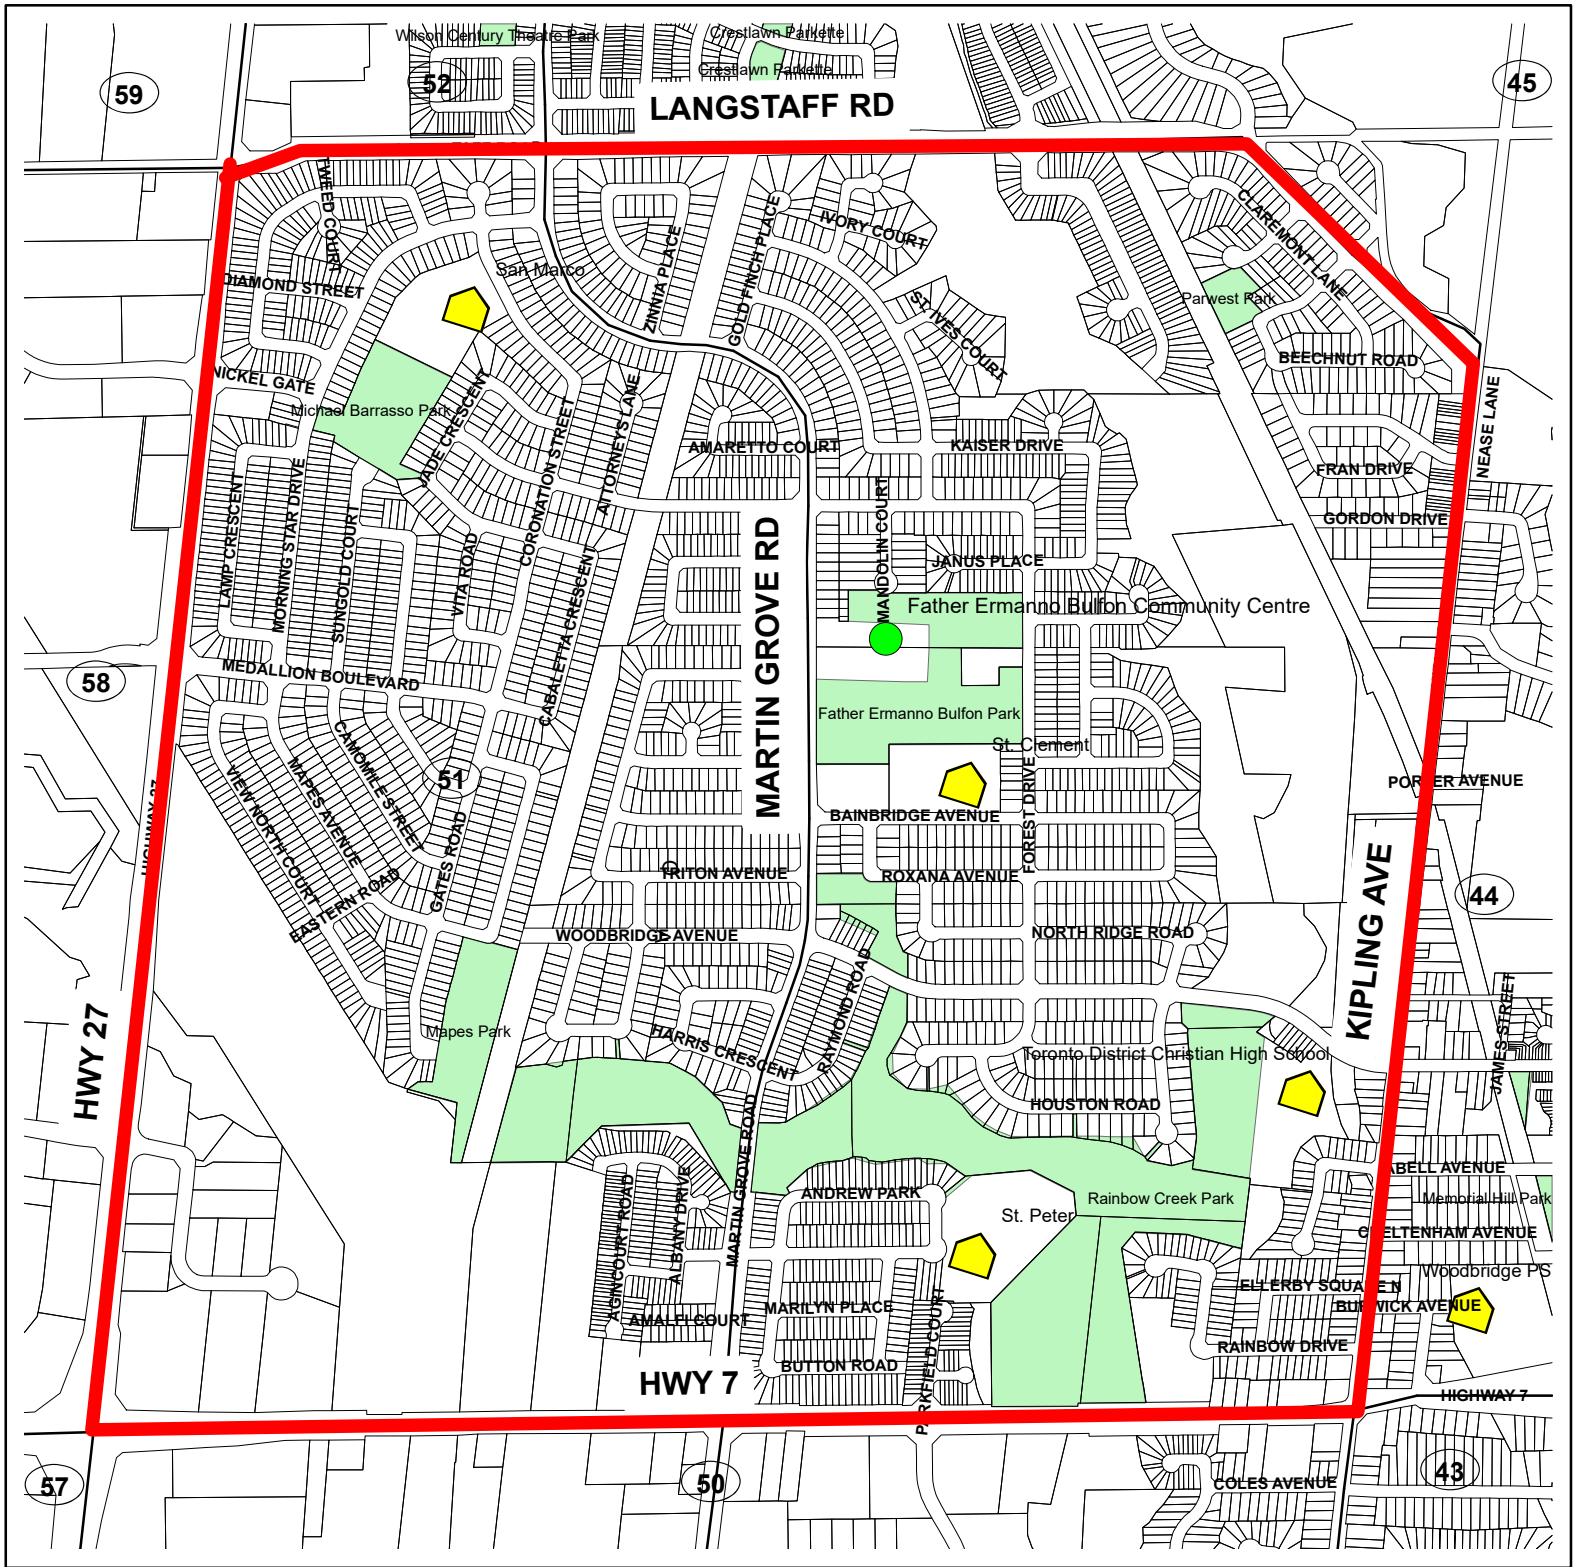 Wilson Century Theatre Park
Crestlawn Parkette
Crestlawn Parkette
59
52
45
LANGSTAFF RD
TWEED COURT
IVORY COURT
CLAREMONT LANE
San Marco
DIAMOND STREET
ZINNIA PLACE
GOLD FINCH PLACE
ST. IVES COURT
Parwest Park
BEECHNUT ROAD
NICKEL GATE
Michael Barrasso Park
JADE CRESCENT
CORONATION STREET
ATTORNEYS LANE
AMARETTO COURT
KAISER DRIVE
NEASE LANE
FRAN DRIVE
LAMP CRESCENT
MORNING STAR DRIVE
SUNGOLD COURT
VITA ROAD
CABALETTA CRESCENT
MARTIN GROVE RD
MANDOLIN COURT
GORDON DRIVE
JANUS PLACE
Father Ermanno Bulfon Community Centre
MEDALLION BOULEVARD
58
Father Ermanno Bulfon Park
CAMOMILE STREET
St. Clement
VIEW NORTH COURT
MAPES AVENUE
51
HIGHWAY 27
PORTER AVENUE
BAINBRIDGE AVENUE
FOREST DRIVE
GATES ROAD
EASTERN ROAD
TRITON AVENUE
ROXANA AVENUE
KIPLING AVE
44
WOODBRIDGE AVENUE
NORTH RIDGE ROAD
RAYMOND ROAD
HWY 27
Mapes Park
HARRIS CRESCENT
Toronto District Christian High School
JAMES STREET
HOUSTON ROAD
MARTIN GROVE ROAD
ABELL AVENUE
AGINCOURT ROAD
ALBANY DRIVE
ANDREW PARK
Rainbow Creek Park
Memorial Hill Park
St. Peter
CHELTENHAM AVENUE
Woodbridge PS
ELLERBY SQUARE N
BURWICK AVENUE
MARILYN PLACE
AMALFI COURT
PARKFIELD COURT
RAINBOW DRIVE
BUTTON ROAD
HWY 7
HIGHWAY 7
57
50
43
COLES AVENUE